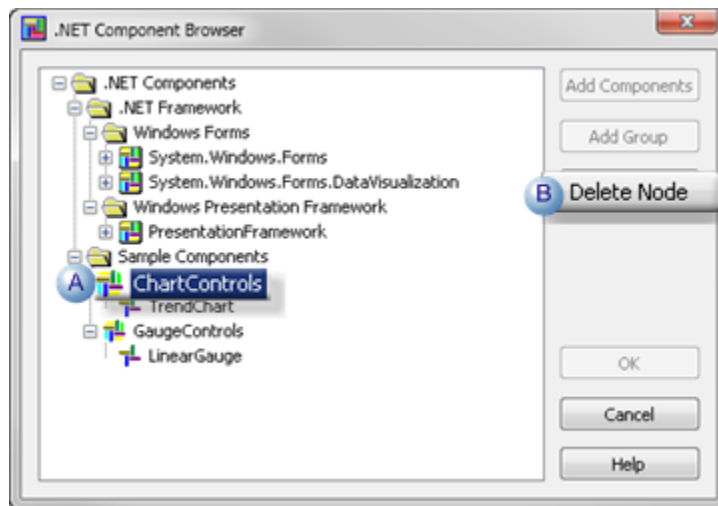 .NET Component Browser
.NET Components
.NET Framework
Windows Forms
System.Windows.Forms
System.Windows.Forms.DataVisualization
Windows Presentation Framework
PresentationFramework
Sample Components
A ChartControls
TrendChart
GaugeControls
LinearGauge
Add Components
Add Group
B Delete Node
OK
Cancel
Help